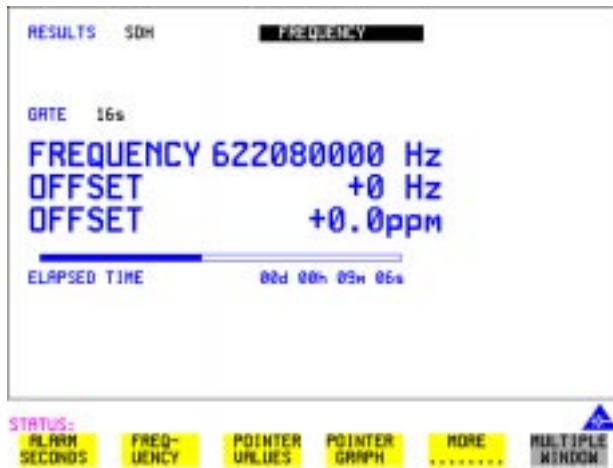 RESULTS SDH FREQUENCY
GATE 16s
FREQUENCY 622080000 Hz
OFFSET +0 Hz
OFFSET +0.0ppm
ELAPSED TIME 00d 00h 09m 06s
STATUS:
ALARM SECONDS
FREQ- UENCY
POINTER VALUES
POINTER GRAPH
MORE ........
MULTIPLE WINDOW